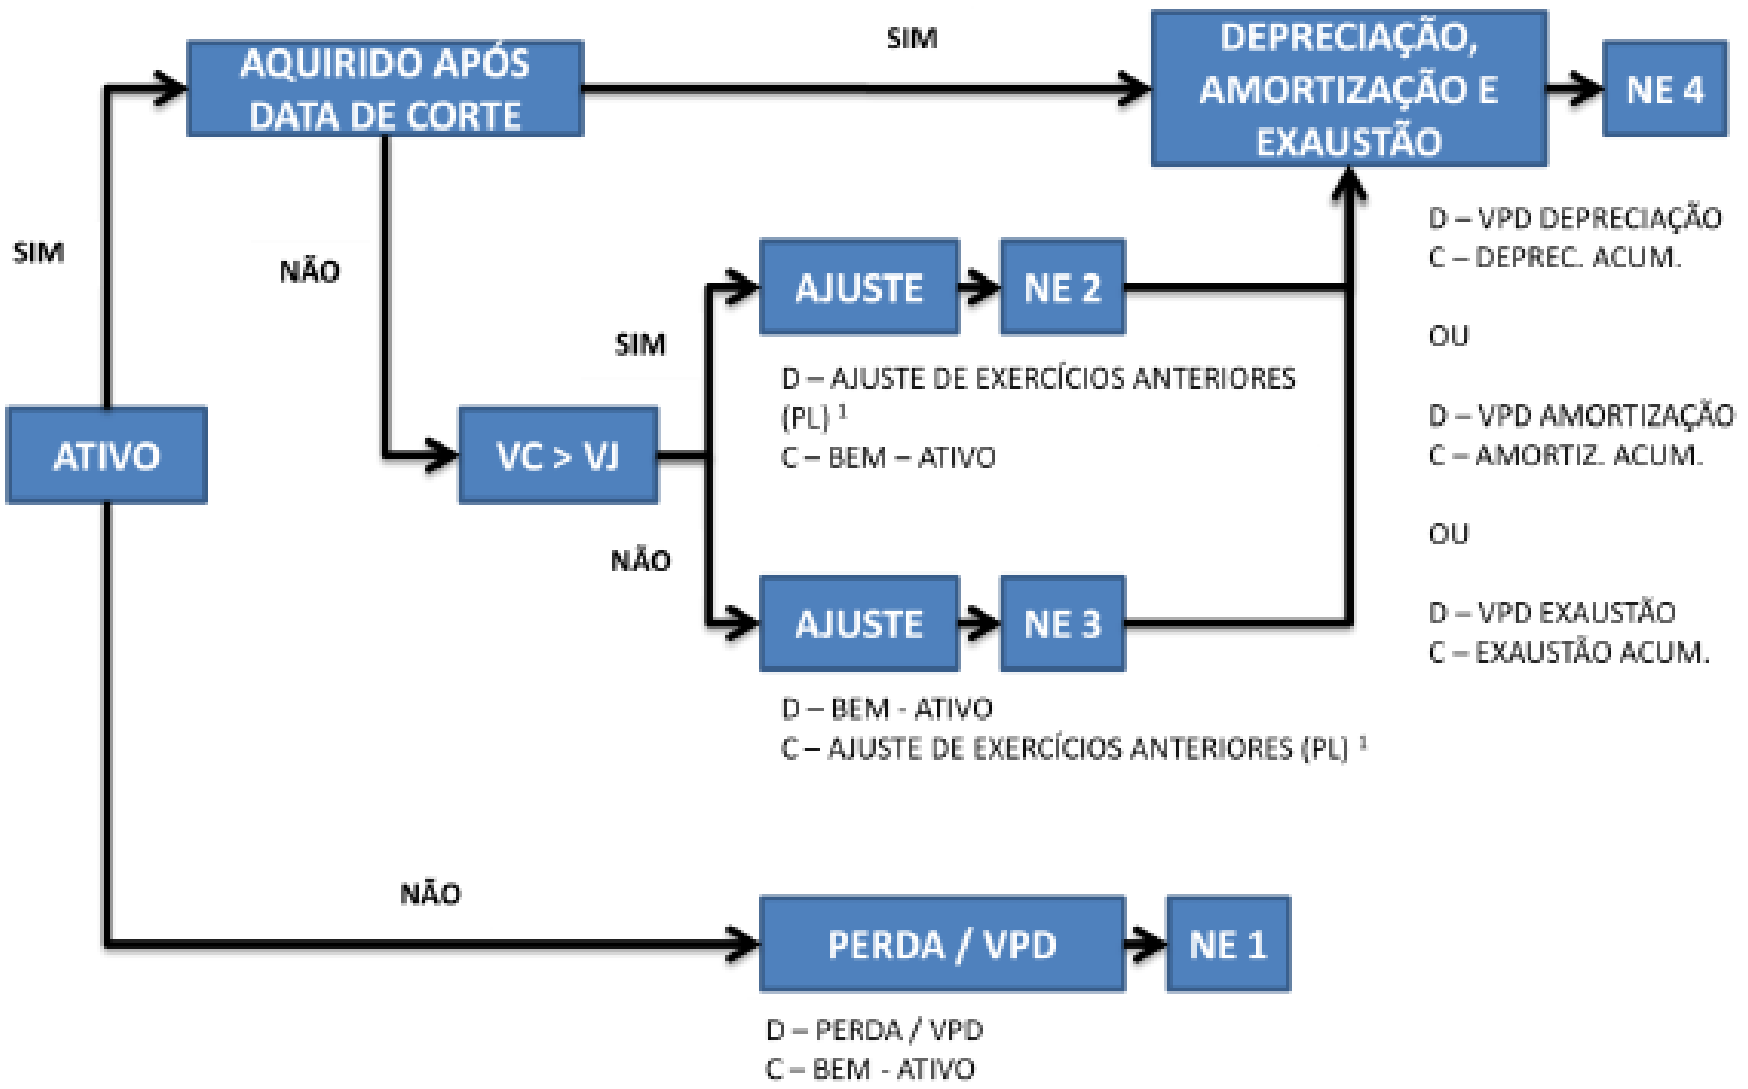 SIM
AQUIRIDO APÓS
DATA DE CORTE
DEPRECIAÇÃO,
AMORTIZAÇÃO E
EXAUSTÃO
NE 4
SIM
NÃO
D – VPD DEPRECIAÇÃO
C – DEPREC. ACUM.
OU
D – VPD AMORTIZAÇÃO
C – AMORTIZ. ACUM.
OU
D – VPD EXAUSTÃO
C – EXAUSTÃO ACUM.
SIM
AJUSTE
NE 2
D – AJUSTE DE EXERCÍCIOS ANTERIORES
(PL) ¹
C – BEM – ATIVO
ATIVO
VC > VJ
NÃO
AJUSTE
NE 3
D – BEM - ATIVO
C – AJUSTE DE EXERCÍCIOS ANTERIORES (PL) ¹
NÃO
PERDA / VPD
NE 1
D – PERDA / VPD
C – BEM - ATIVO